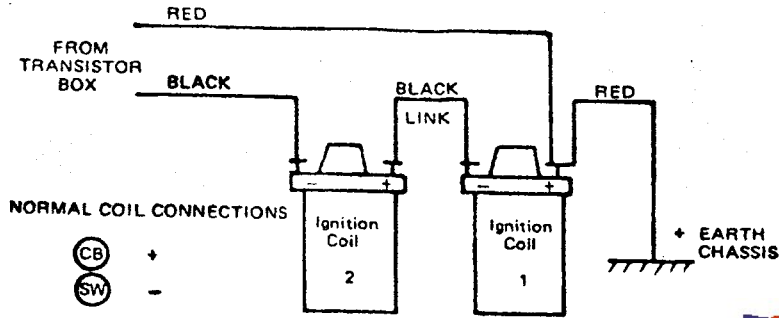 RED
FROM
TRANSISTOR
BOX
BLACK
BLACK
LINK
RED
- +
- +
NORMAL COIL CONNECTIONS
Ignition
Coil
2
Ignition
Coil
1
+ EARTH
CHASSIS
CB +
SW -